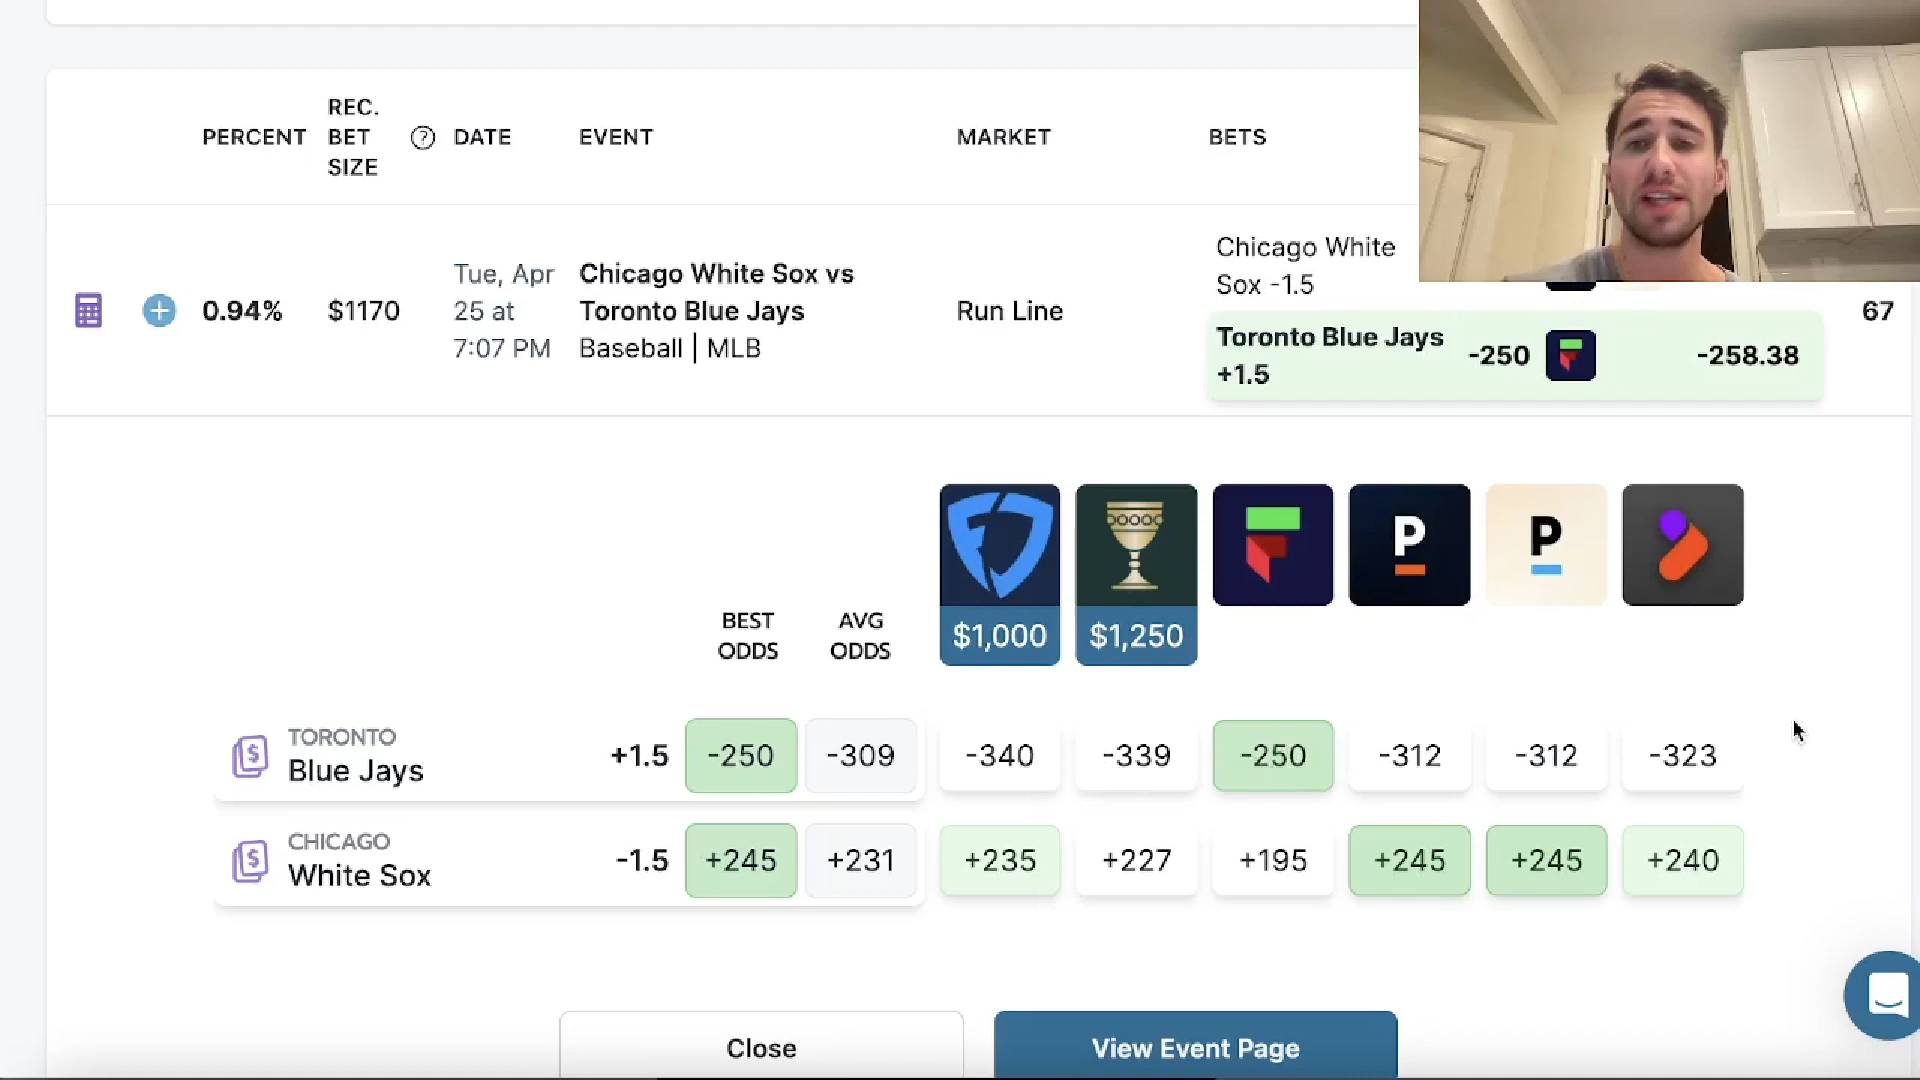 PERCENT
REC.
BET
SIZE
?
DATE
EVENT
MARKET
BETS
0.94%
$1170
Tue, Apr
25 at
7:07 PM
Chicago White Sox vs
Toronto Blue Jays
Baseball | MLB
Run Line
Chicago White
Sox -1.5
Toronto Blue Jays
+1.5
-250
-258.38
67
P
P
$1,000
$1,250
BEST
ODDS
AVG
ODDS
TORONTO
Blue Jays
+1.5
-250
-309
-340
-339
-250
-312
-312
-323
CHICAGO
White Sox
-1.5
+245
+231
+235
+227
+195
+245
+245
+240
Close
View Event Page